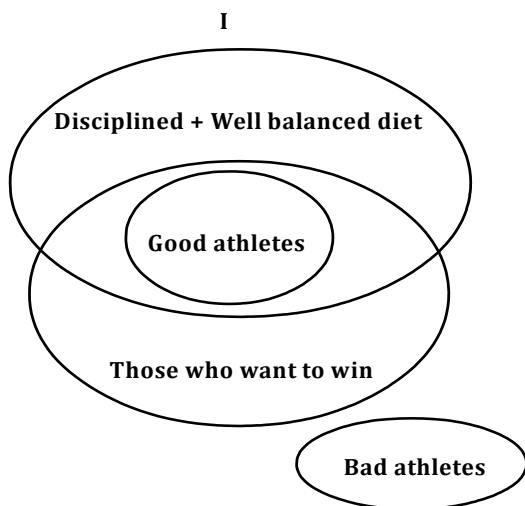 I
Disciplined + Well balanced diet
Good athletes
Those who want to win
Bad athletes